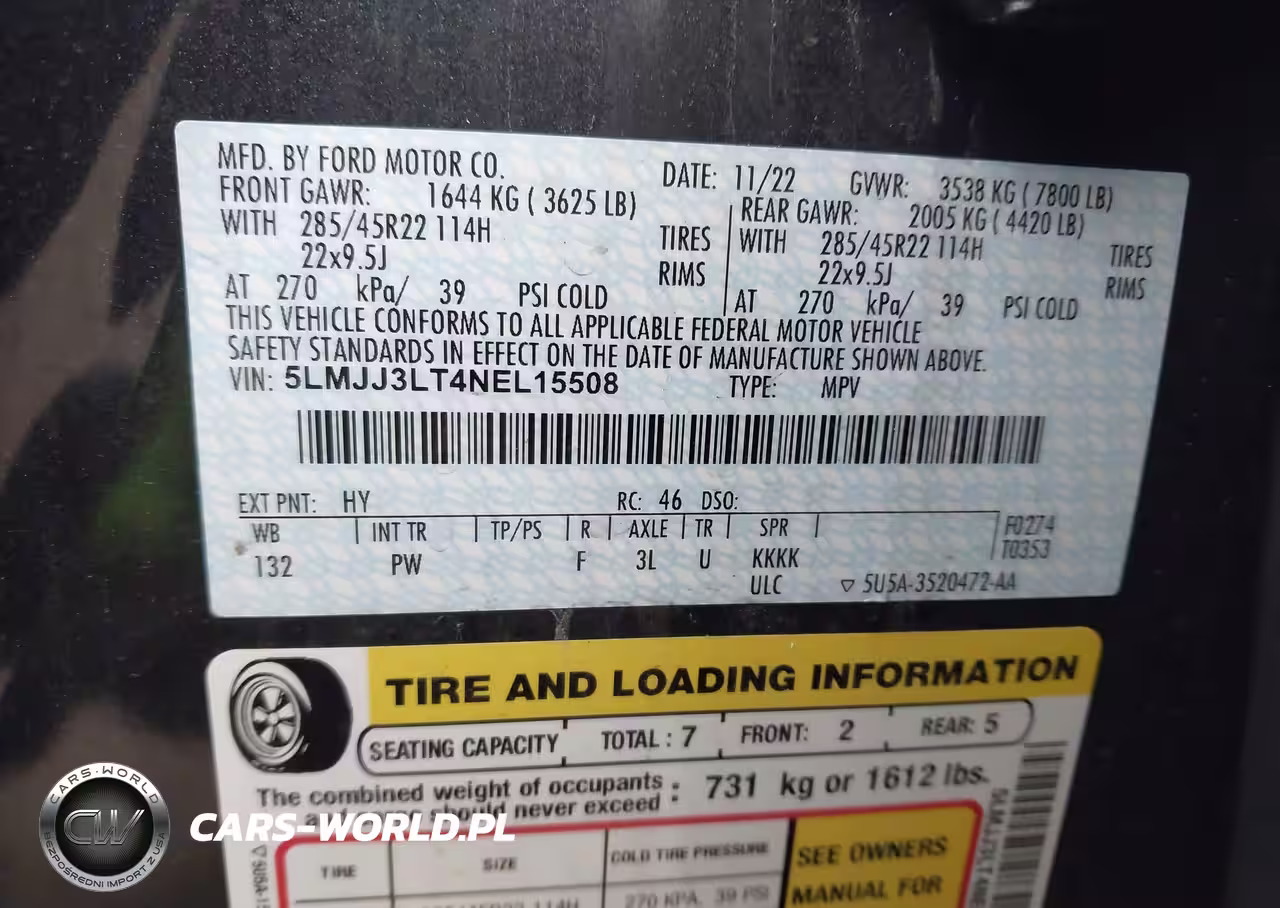 MFD. BY FORD MOTOR CO. DATE: 11/22 GVWR: 3538 KG ( 7800 LB)
FRONT GAWR: 1644 KG ( 3625 LB) REAR GAWR: 2005 KG ( 4420 LB)
WITH 285/45R22 114H TIRES WITH 285/45R22 114H TIRES
22x9.5J RIMS 22x9.5J RIMS
AT 270 kPa/ 39 PSI COLD AT 270 kPa/ 39 PSI COLD
THIS VEHICLE CONFORMS TO ALL APPLICABLE FEDERAL MOTOR VEHICLE
SAFETY STANDARDS IN EFFECT ON THE DATE OF MANUFACTURE SHOWN ABOVE.
VIN: 5LMJJ3LT4NEL15508 TYPE: MPV
EXT PNT: HY RC: 46 DSO:
WB INT TR TP/PS R AXLE TR SPR F0274
T0353
132 PW F 3L U KKKK
ULC ▽ 5U5A-3520472-AA
TIRE AND LOADING INFORMATION
SEATING CAPACITY TOTAL : 7 FRONT: 2 REAR: 5
The combined weight of occupants : 731 kg or 1612 lbs.
should never exceed
TIRE SIZE COLD TIRE PRESSURE SEE OWNERS
MANUAL FOR
270 KPA, 39 PSI
CARS-WORLD
CW
BEZPOŚREDNI IMPORT Z USA
CARS-WORLD.PL